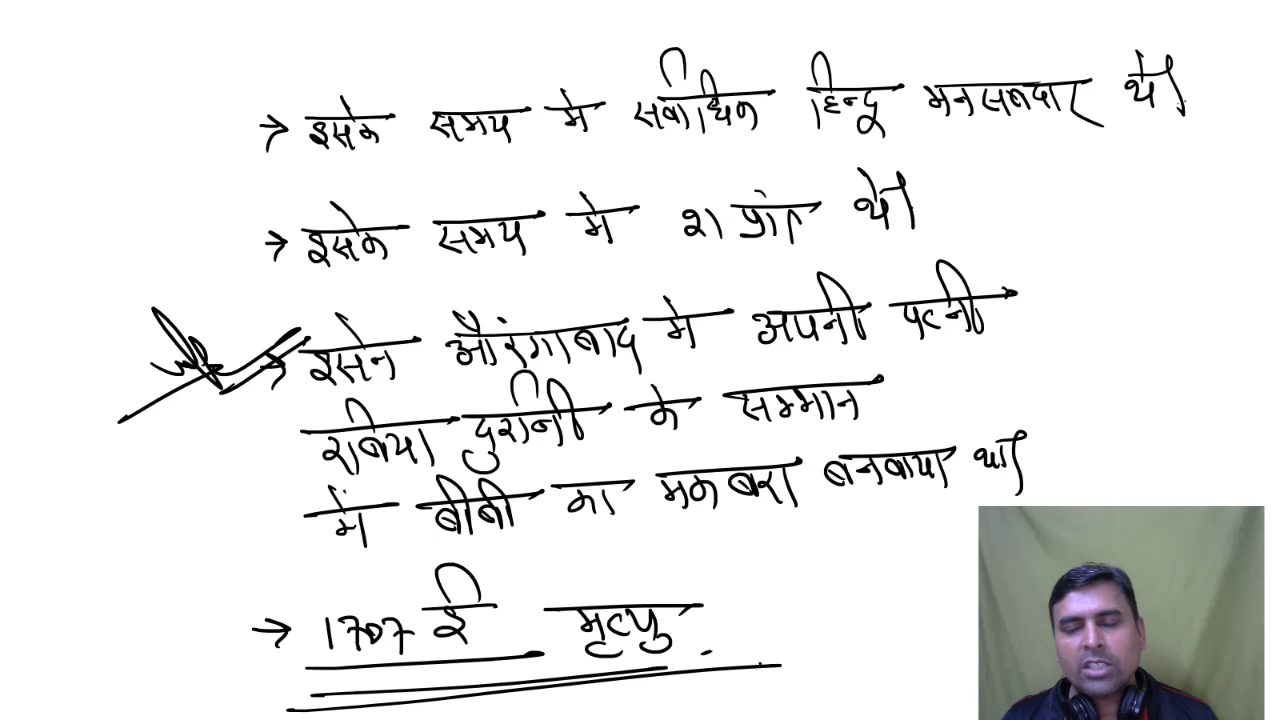 → इसके समय मे सर्वाधिक हिन्दू मनसबदार थे।
→ इसके समय मे 21 प्रांत थे।
→ इसने औरंगाबाद मे अपनी पत्नी
रबिया दुर्रानी के सम्मान
में बीबी का मकबरा बनवाया था।
→ 1707 ई मृत्यु